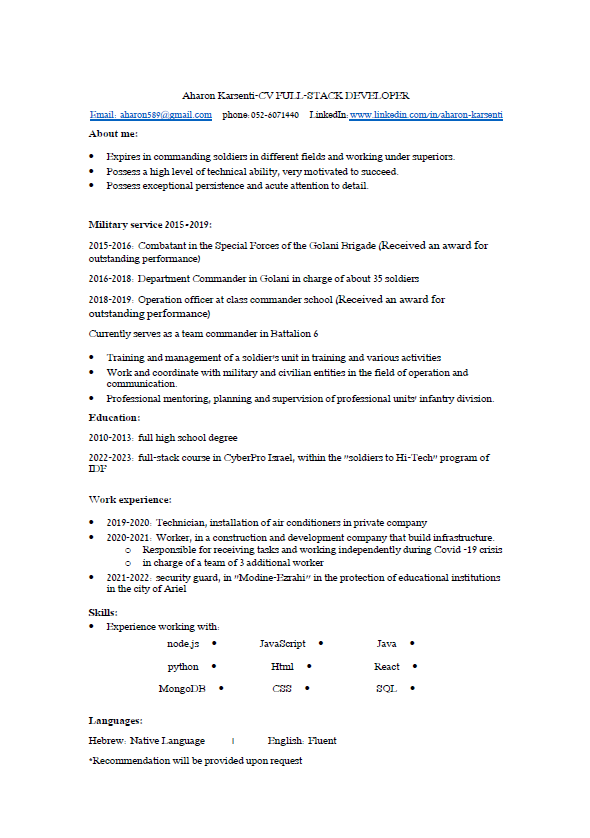 Aharon Karsenti-CV FULL-STACK DEVELOPER
Email: aharon589@gmail.com phone: 052-6071440 LinkedIn: www.linkedin.com/in/aharon-karsenti
About me:
• Expires in commanding soldiers in different fields and working under superiors.
• Possess a high level of technical ability, very motivated to succeed.
• Possess exceptional persistence and acute attention to detail.
Military service 2015-2019:
2015-2016: Combatant in the Special Forces of the Golani Brigade (Received an award for
outstanding performance)
2016-2018: Department Commander in Golani in charge of about 35 soldiers
2018-2019: Operation officer at class commander school (Received an award for
outstanding performance)
Currently serves as a team commander in Battalion 6
• Training and management of a soldier's unit in training and various activities
• Work and coordinate with military and civilian entities in the field of operation and
communication.
• Professional mentoring, planning and supervision of professional units' infantry division.
Education:
2010-2013: full high school degree
2022-2023: full-stack course in CyberPro Israel, within the "soldiers to Hi-Tech" program of
IDF
Work experience:
• 2019-2020: Technician, installation of air conditioners in private company
• 2020-2021: Worker, in a construction and development company that build infrastructure.
o Responsible for receiving tasks and working independently during Covid -19 crisis
o in charge of a team of 3 additional worker
• 2021-2022: security guard, in "Modine-Ezrahi" in the protection of educational institutions
in the city of Ariel
Skills:
• Experience working with:
node.js • JavaScript • Java •
python • Html • React •
MongoDB • CSS • SQL •
Languages:
Hebrew: Native Language | English: Fluent
*Recommendation will be provided upon request